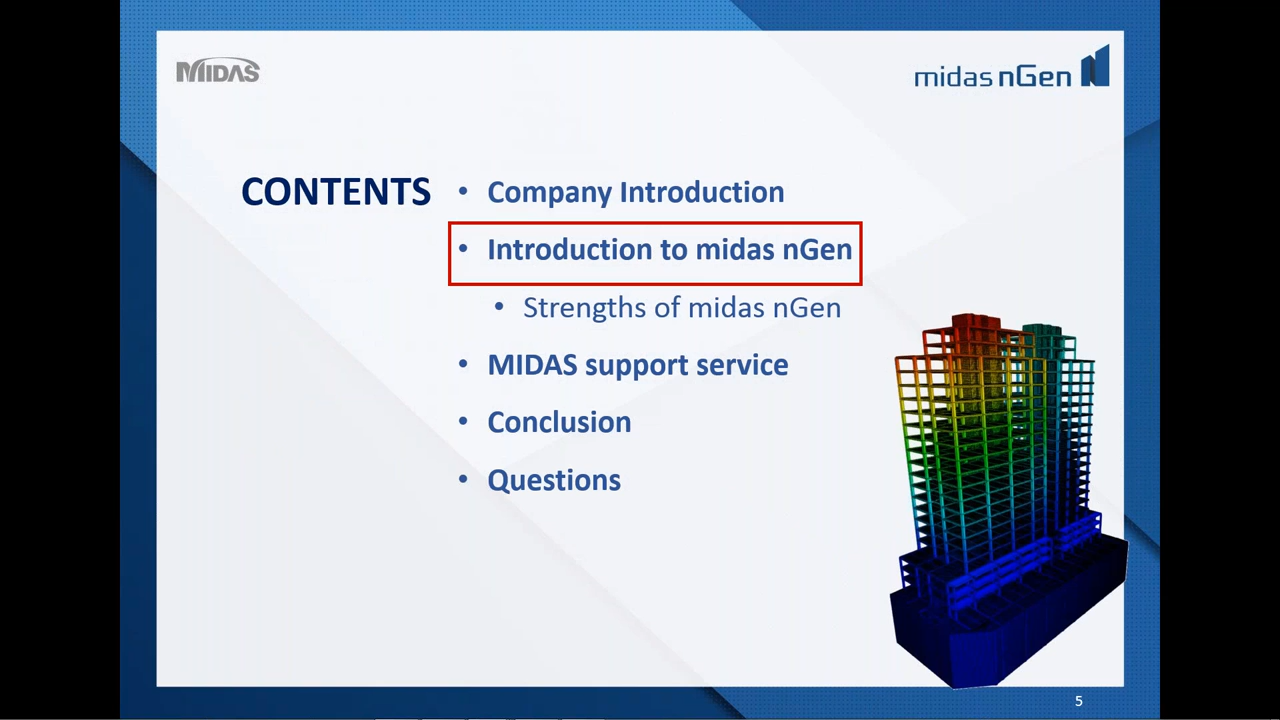 MIDAS
midas nGen
CONTENTS
• Company Introduction
• Introduction to midas nGen
• Strengths of midas nGen
• MIDAS support service
• Conclusion
• Questions
5